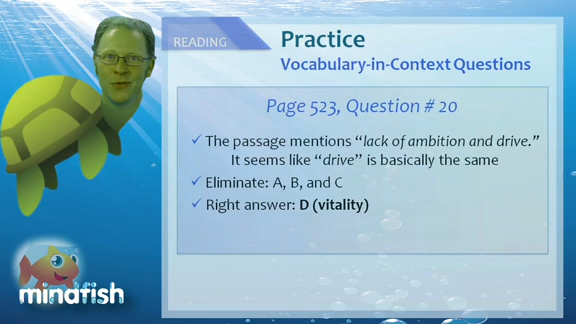 READING
Practice
Vocabulary-in-Context Questions
Page 523, Question # 20
✓ The passage mentions “lack of ambition and drive.”
It seems like “drive” is basically the same
✓ Eliminate: A, B, and C
✓ Right answer: D (vitality)
minafish